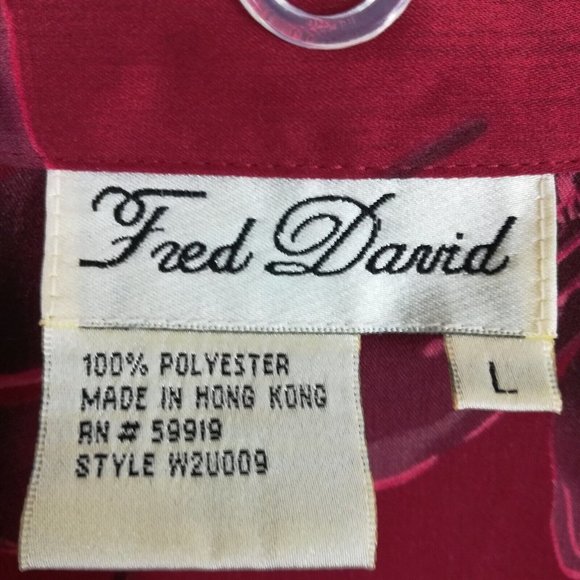 Fred David
L
100% POLYESTER
MADE IN HONG KONG
RN # 59919
STYLE W2U009